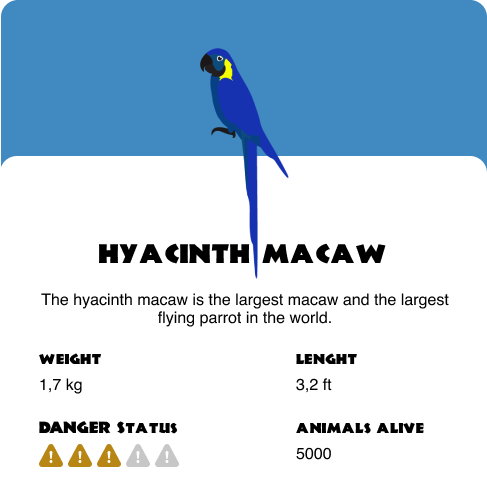 HYACINTH MACAW
The hyacinth macaw is the largest macaw and the largest
flying parrot in the world.
WEIGHT
LENGHT
1,7 kg
3,2 ft
DANGER STATUS
ANIMALS ALIVE
5000